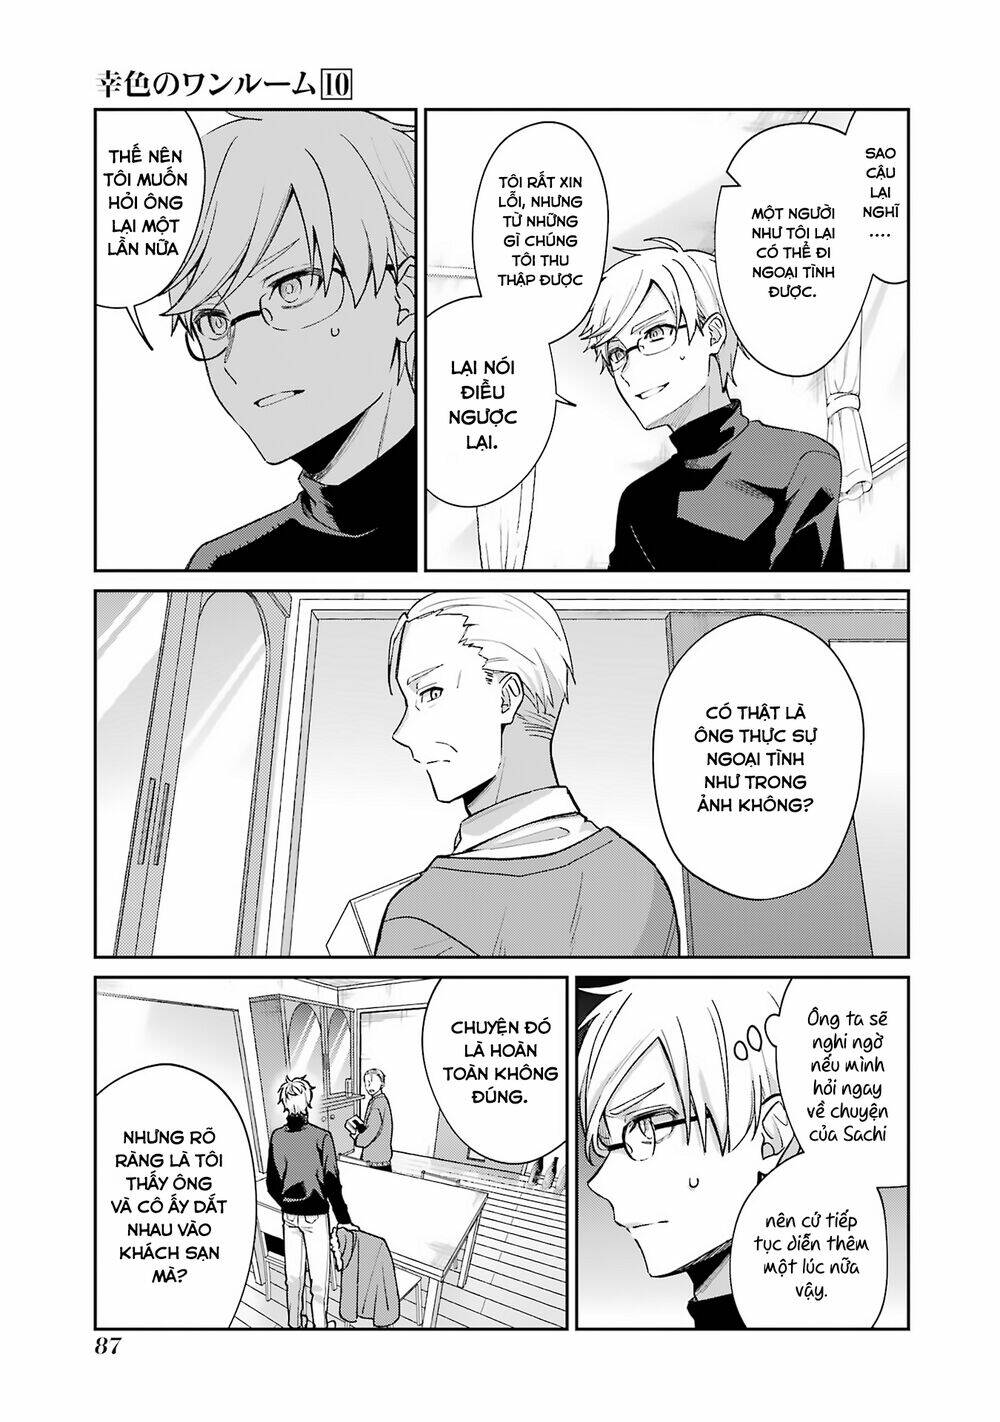 幸色のワンルーム 10
SAO
CẬU
LẠI
NGHĨ
....
MỘT NGƯỜI
NHƯ TÔI LẠI
CÓ THỂ ĐI
NGOẠI TÌNH
ĐƯỢC.
TÔI RẤT XIN
LỖI, NHƯNG
TỪ NHỮNG
GÌ CHÚNG
TÔI THU
THẬP ĐƯỢC
LẠI NÓI
ĐIỀU
NGƯỢC
LẠI.
THẾ NÊN
TÔI MUỐN
HỎI ÔNG
LẠI MỘT
LẦN NỮA
CÓ THẬT LÀ
ÔNG THỰC SỰ
NGOẠI TÌNH
NHƯ TRONG
ẢNH KHÔNG?
Ông ta sẽ
nghi ngờ
nếu mình
hỏi ngay
về chuyện
của Sachi
nên cứ tiếp
tục diễn thêm
một lúc nữa
vậy.
CHUYỆN ĐÓ
LÀ HOÀN
TOÀN KHÔNG
ĐÚNG.
NHƯNG RÕ
RÀNG LÀ TÔI
THẤY ÔNG
VÀ CÔ ẤY DẮT
NHAU VÀO
KHÁCH SẠN
MÀ?
87